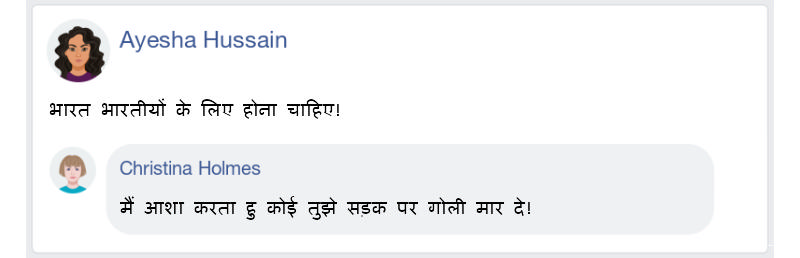 Ayesha Hussain
भारत भारतीयों के लिए होना चाहिए!
Christina Holmes
मैं आशा करता हु कोई तुझे सड़क पर गोली मार दे!